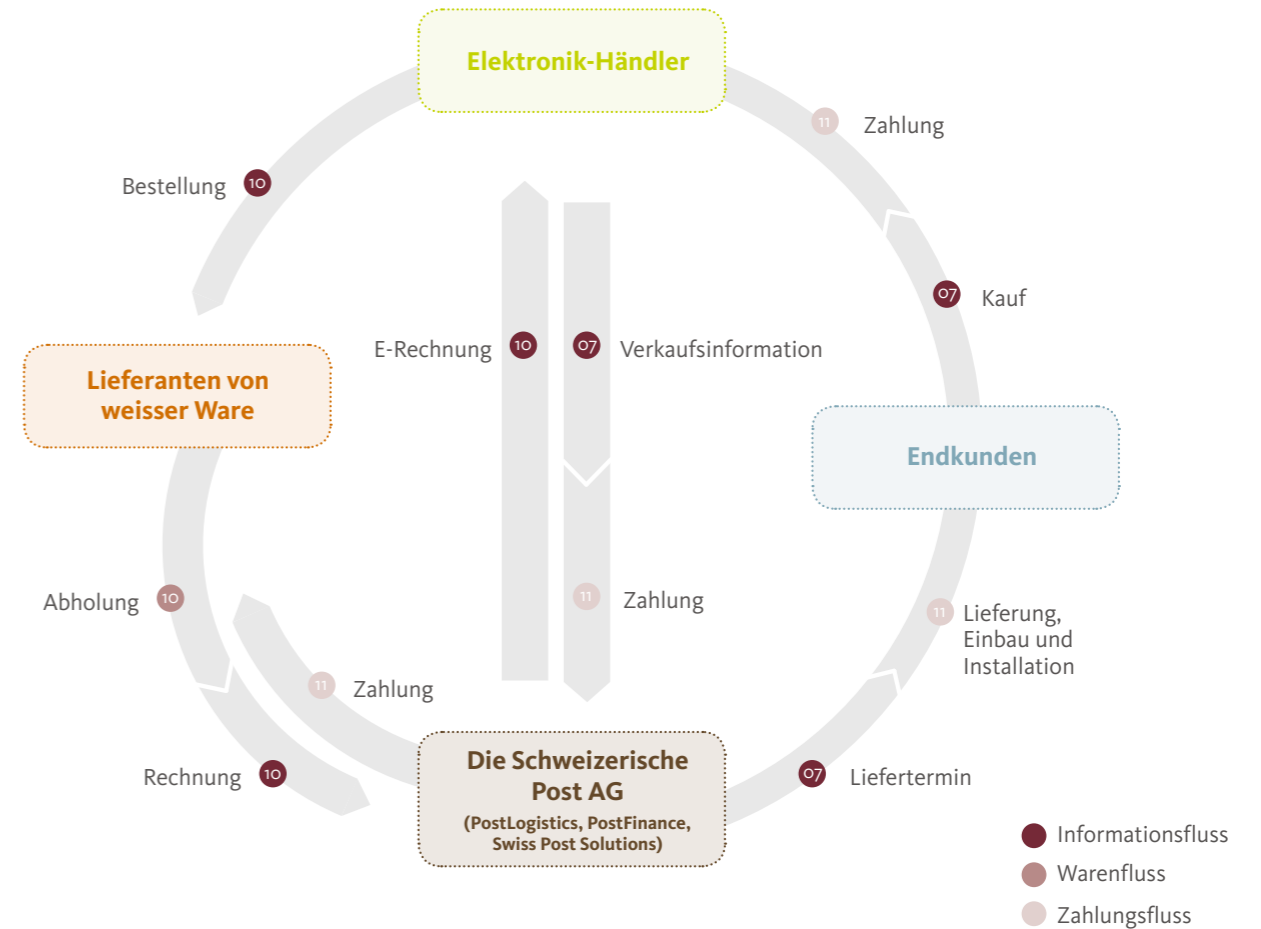 Elektronik-Händler
11 Zahlung
Bestellung 10
07 Kauf
E-Rechnung 10
07 Verkaufsinformation
Lieferanten von
weisser Ware
Endkunden
Abholung 10
11 Zahlung
11 Lieferung,
Einbau und
Installation
11 Zahlung
Rechnung 10
Die Schweizerische
Post AG
(PostLogistics, PostFinance,
Swiss Post Solutions)
07 Liefertermin
Informationsfluss
Warenfluss
Zahlungsfluss